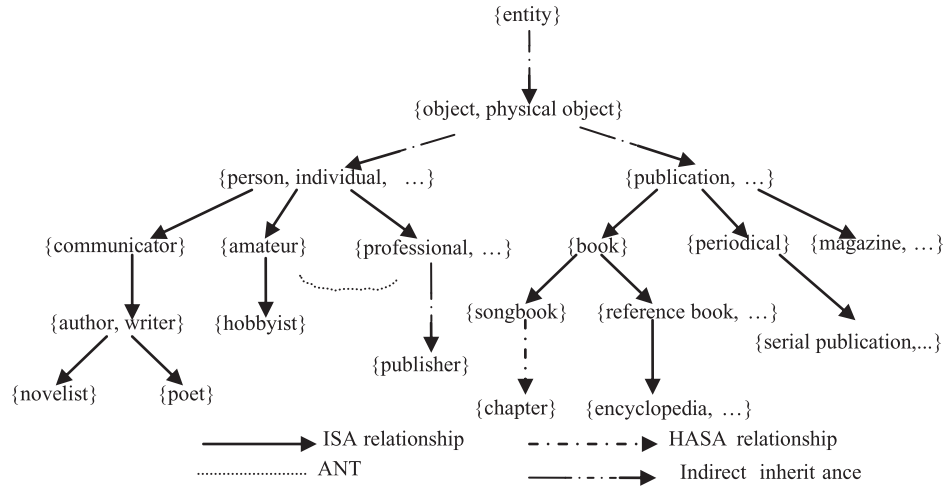 {entity}
{object, physical object}
{person, individual, …}
{publication, …}
{communicator}
{amateur}
{professional, …}
{book}
{periodical}
{magazine, …}
{author, writer}
{hobbyist}
{publisher}
{songbook}
{reference book, …}
{serial publication,...}
{novelist}
{poet}
{chapter}
{encyclopedia, …}
ISA relationship
HASA relationship
ANT
Indirect inherit ance